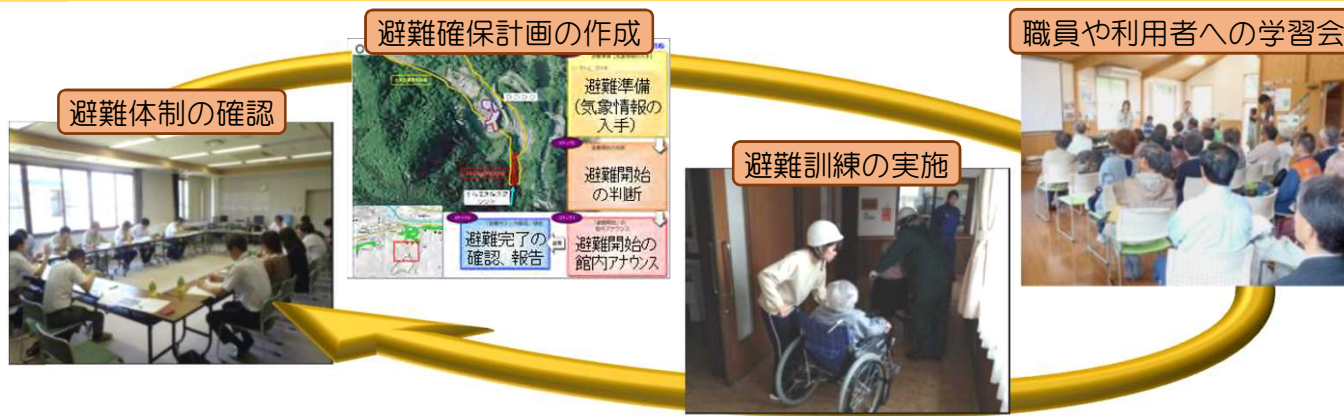 避難確保計画の作成
職員や利用者への学習会
避難体制の確認
避難準備
(気象情報の
入手)
避難開始
の判断
避難開始の
館内アナウンス
避難完了の
確認、報告
避難訓練の実施